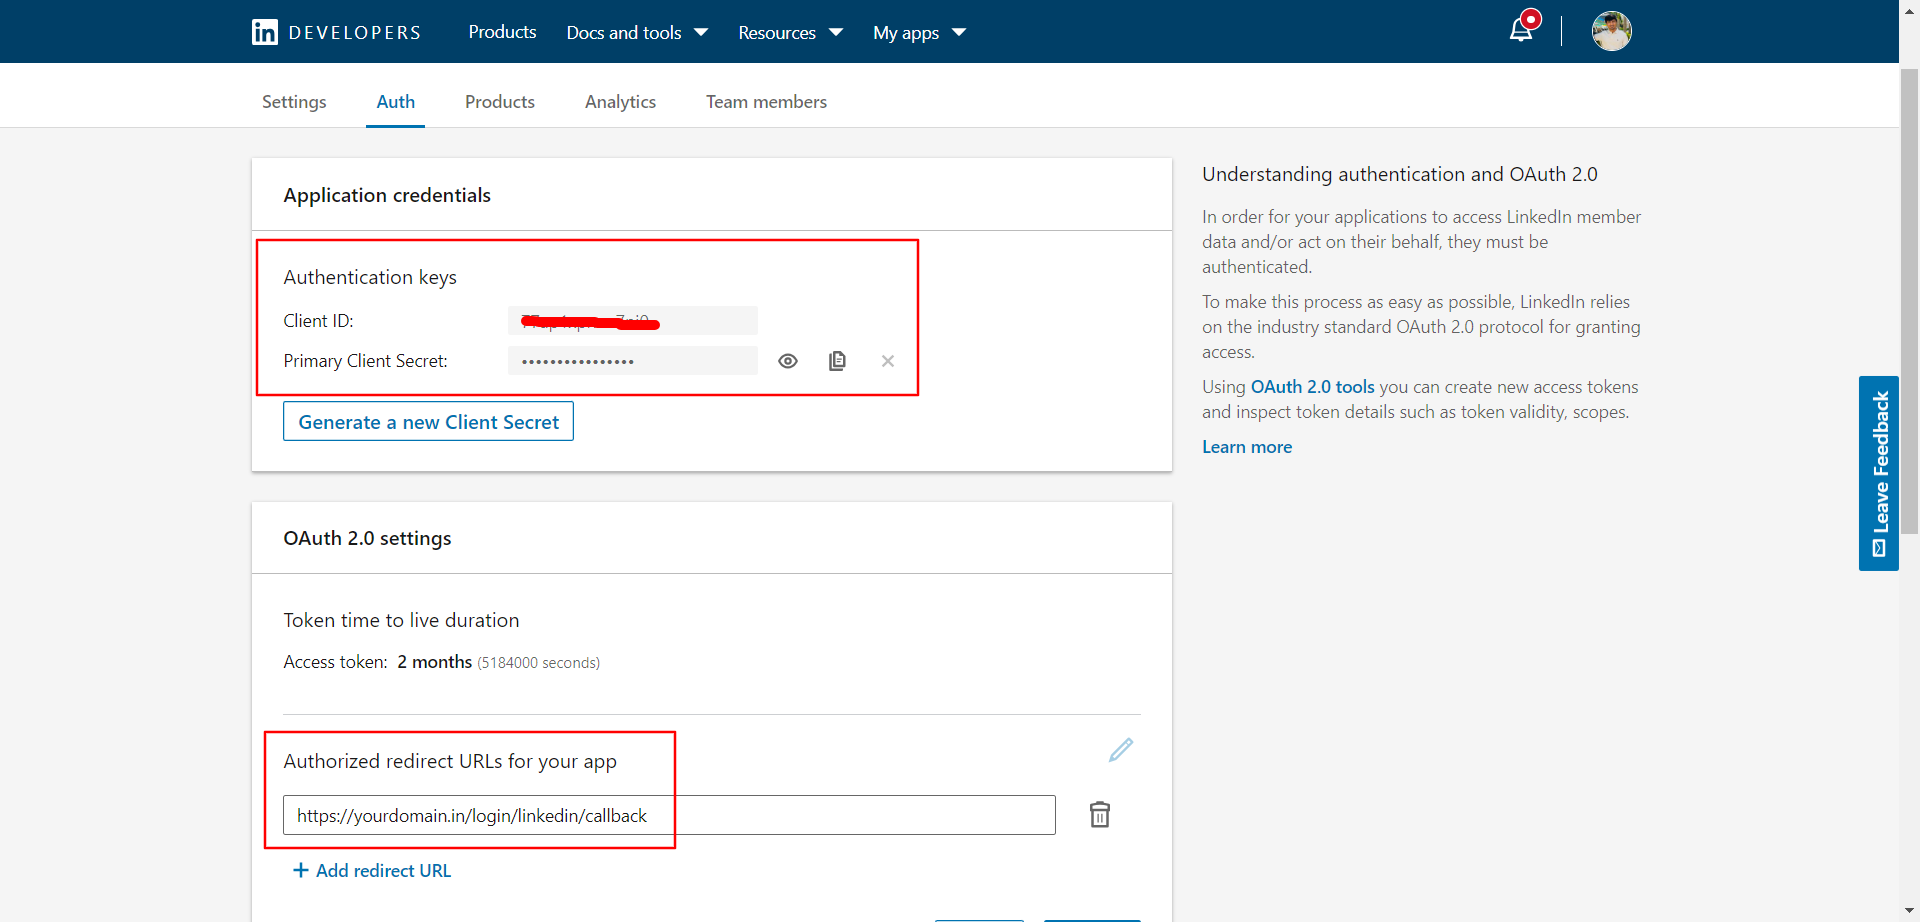 in DEVELOPERS Products Docs and tools Resources My apps
Settings Auth Products Analytics Team members
Application credentials
Authentication keys
Client ID:
Primary Client Secret: ••••••••••••••••
Generate a new Client Secret
OAuth 2.0 settings
Token time to live duration
Access token: 2 months (5184000 seconds)
Authorized redirect URLs for your app
https://yourdomain.in/login/linkedin/callback
+ Add redirect URL
Understanding authentication and OAuth 2.0
In order for your applications to access LinkedIn member
data and/or act on their behalf, they must be
authenticated.
To make this process as easy as possible, LinkedIn relies
on the industry standard OAuth 2.0 protocol for granting
access.
Using OAuth 2.0 tools you can create new access tokens
and inspect token details such as token validity, scopes.
Learn more
Leave Feedback